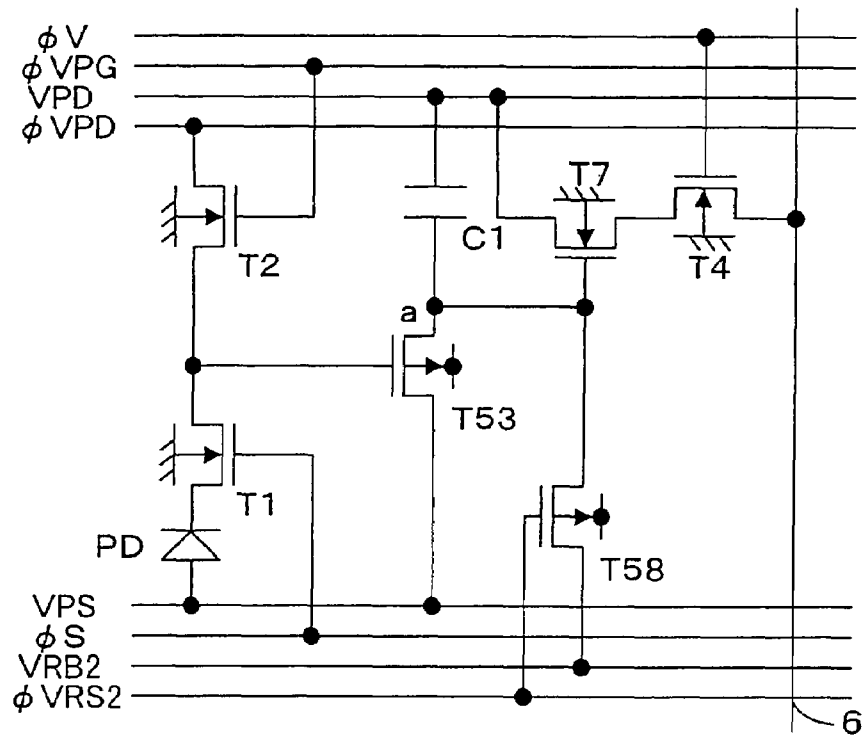 φV
φVPG
VPD
φVPD
T7
C1
T2
T4
a
T53
T1
PD
T58
VPS
φS
VRB2
φVRS2
6